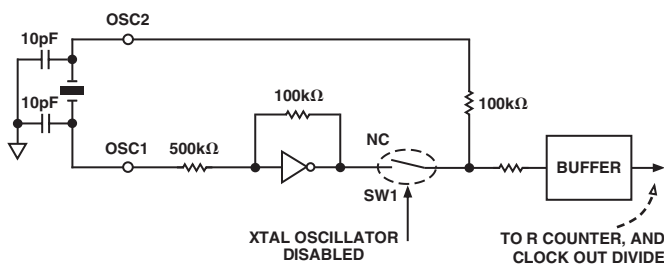 OSC2
10pF
10pF
100kΩ
100kΩ
OSC1
500kΩ
NC
SW1
BUFFER
XTAL OSCILLATOR
DISABLED
TO R COUNTER, AND
CLOCK OUT DIVIDE